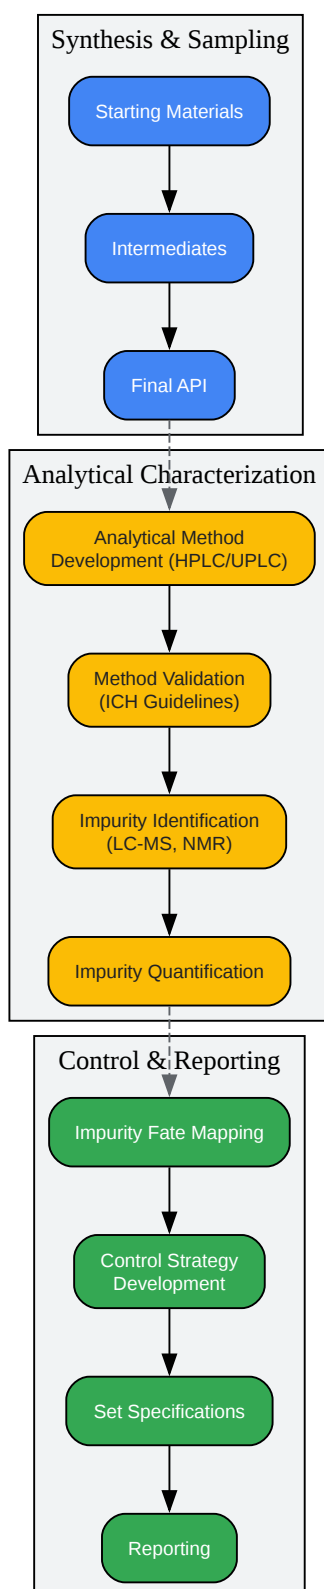 Synthesis & Sampling
Starting Materials
Intermediates
Final API
Analytical Characterization
Analytical Method
Development (HPLC/UPLC)
Method Validation
(ICH Guidelines)
Impurity Identification
(LC-MS, NMR)
Impurity Quantification
Control & Reporting
Impurity Fate Mapping
Control Strategy
Development
Set Specifications
Reporting